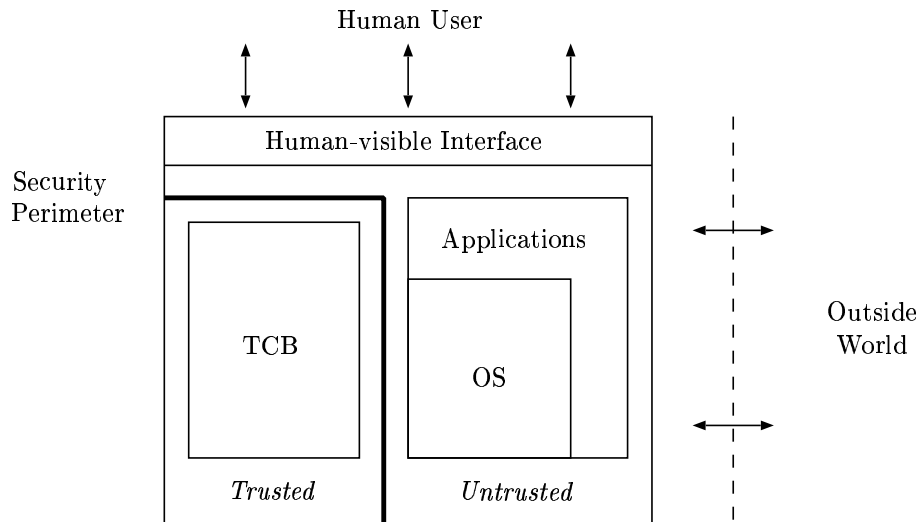 Human User
Human-visible Interface
Security
Perimeter
Applications
Outside
World
TCB
OS
Trusted
Untrusted